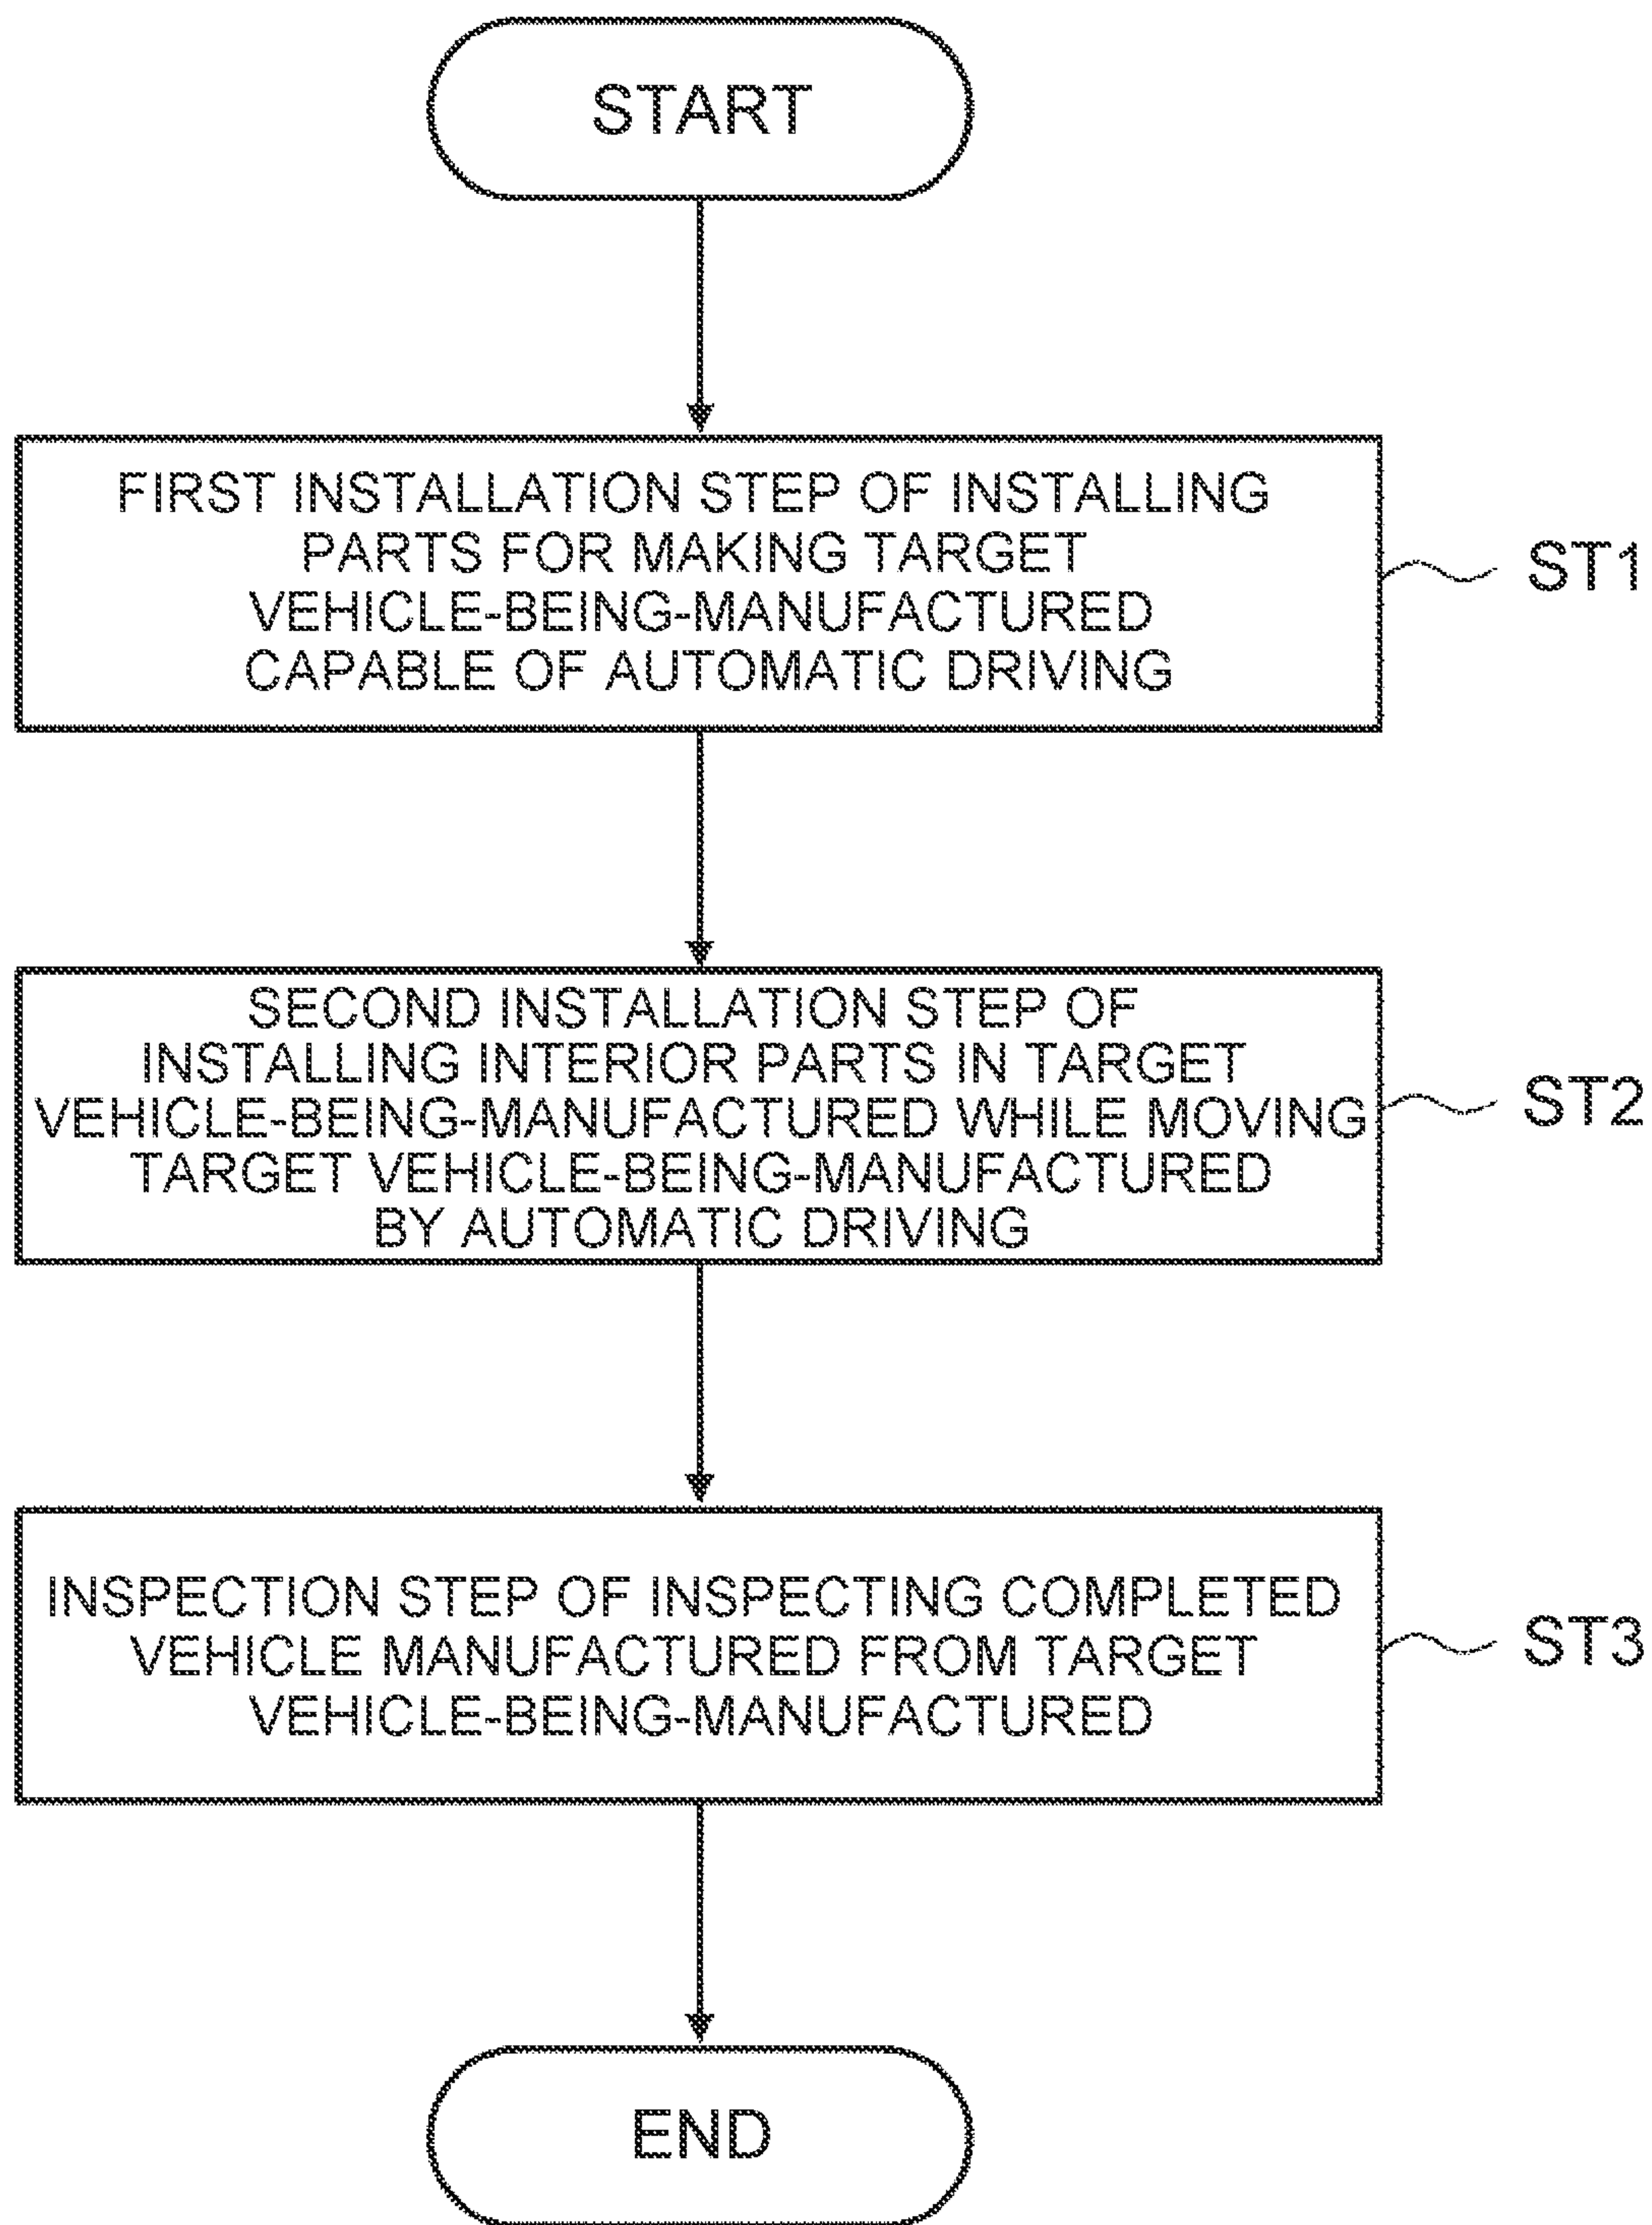 START
FIRST INSTALLATION STEP OF INSTALLING
PARTS FOR MAKING TARGET
VEHICLE-BEING-MANUFACTURED
CAPABLE OF AUTOMATIC DRIVING
ST1
SECOND INSTALLATION STEP OF
INSTALLING INTERIOR PARTS IN TARGET
VEHICLE-BEING-MANUFACTURED WHILE MOVING
TARGET VEHICLE-BEING-MANUFACTURED
BY AUTOMATIC DRIVING
ST2
INSPECTION STEP OF INSPECTING COMPLETED
VEHICLE MANUFACTURED FROM TARGET
VEHICLE-BEING-MANUFACTURED
ST3
END